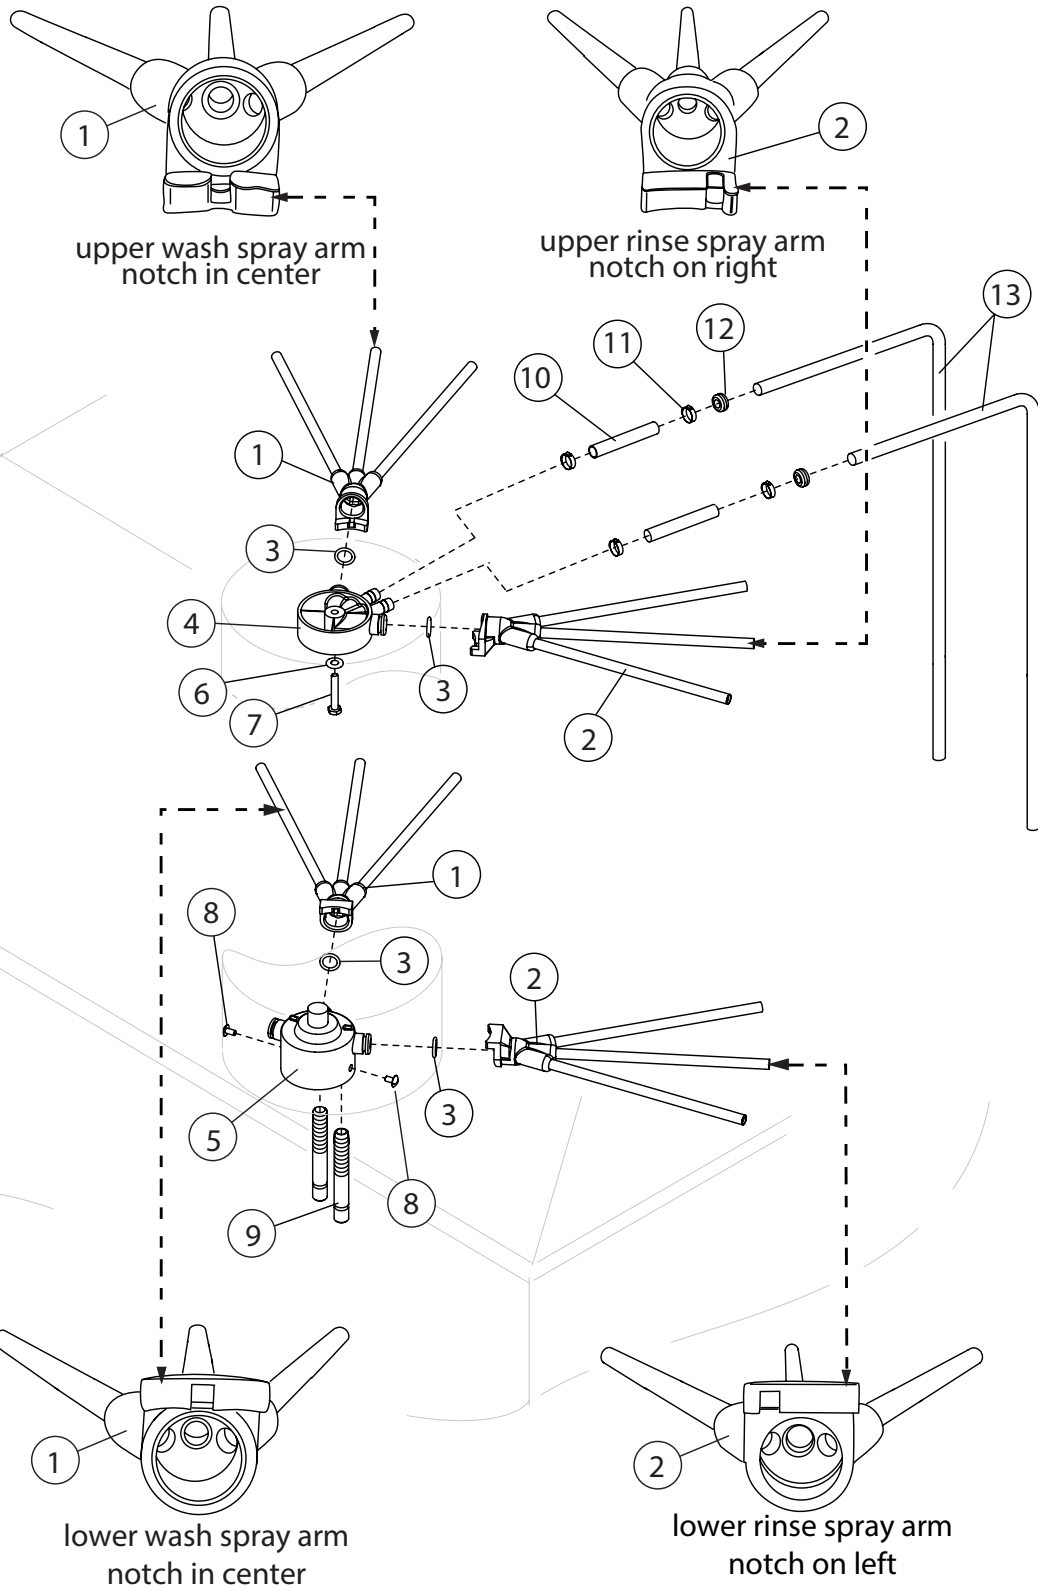 1
2
upper wash spray arm
notch in center
upper rinse spray arm
notch on right
13
12
11
10
1
3
4
6
7
3
2
1
8
3
2
5
3
8
9
1
2
lower wash spray arm
notch in center
lower rinse spray arm
notch on left